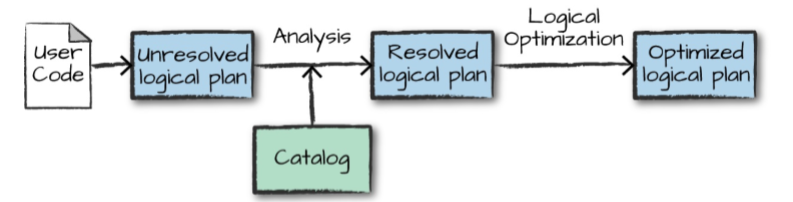 User
Code
Unresolved
logical plan
Analysis
Catalog
Resolved
logical plan
Logical
Optimization
Optimized
logical plan